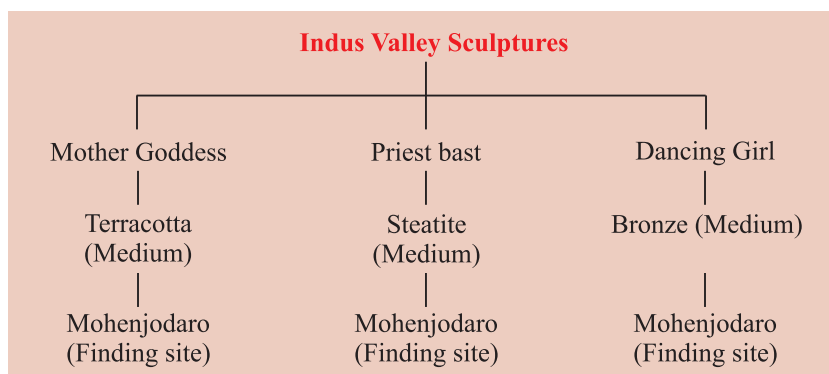 Indus Valley Sculptures
Mother Goddess
Priest bast
Dancing Girl
Terracotta
(Medium)
Steatite
(Medium)
Bronze (Medium)
Mohenjodaro
(Finding site)
Mohenjodaro
(Finding site)
Mohenjodaro
(Finding site)